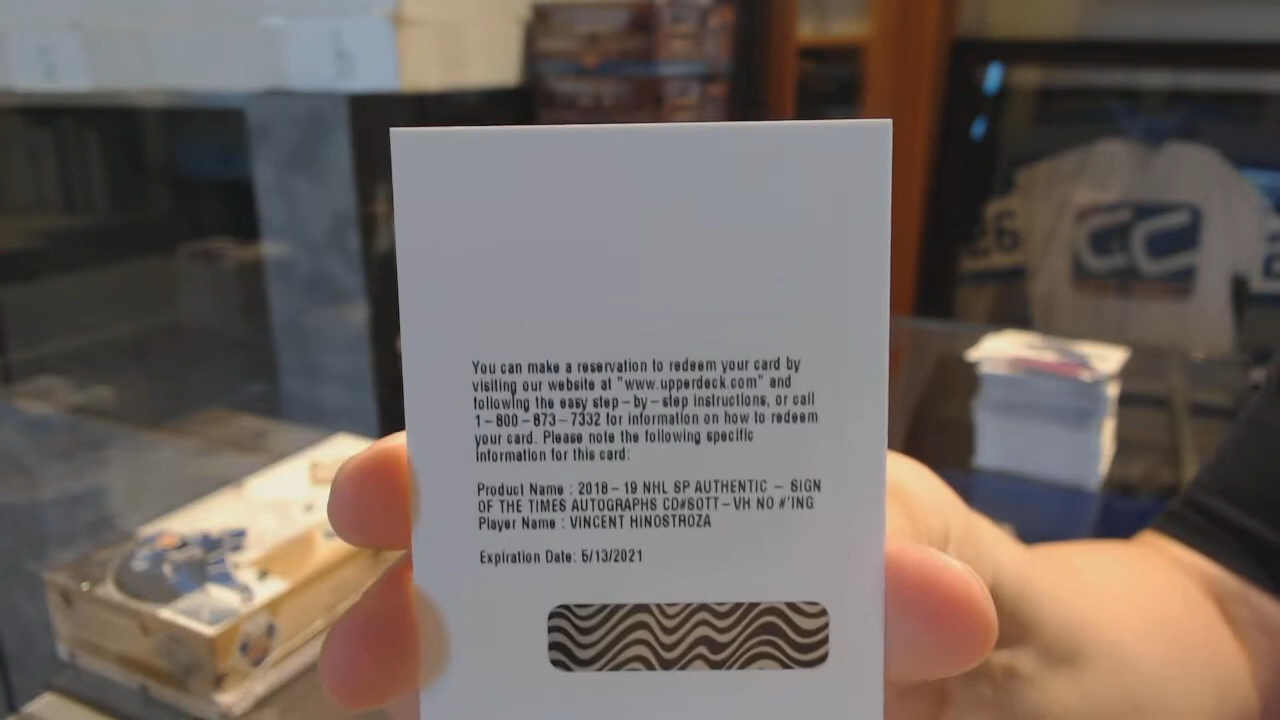 You can make a reservation to redeem your card by
visiting our website at "www.upperdeck.com" and
following the easy step-by-step instructions, or call
1-800-873-7332 for information on how to redeem
your card. Please note the following specific
information for this card:
Product Name : 2018-19 NHL SP AUTHENTIC - SIGN
OF THE TIMES AUTOGRAPHS CD#SOTT-VH NO #'ING
Player Name : VINCENT HINOSTROZA
Expiration Date: 5/13/2021
CC
26